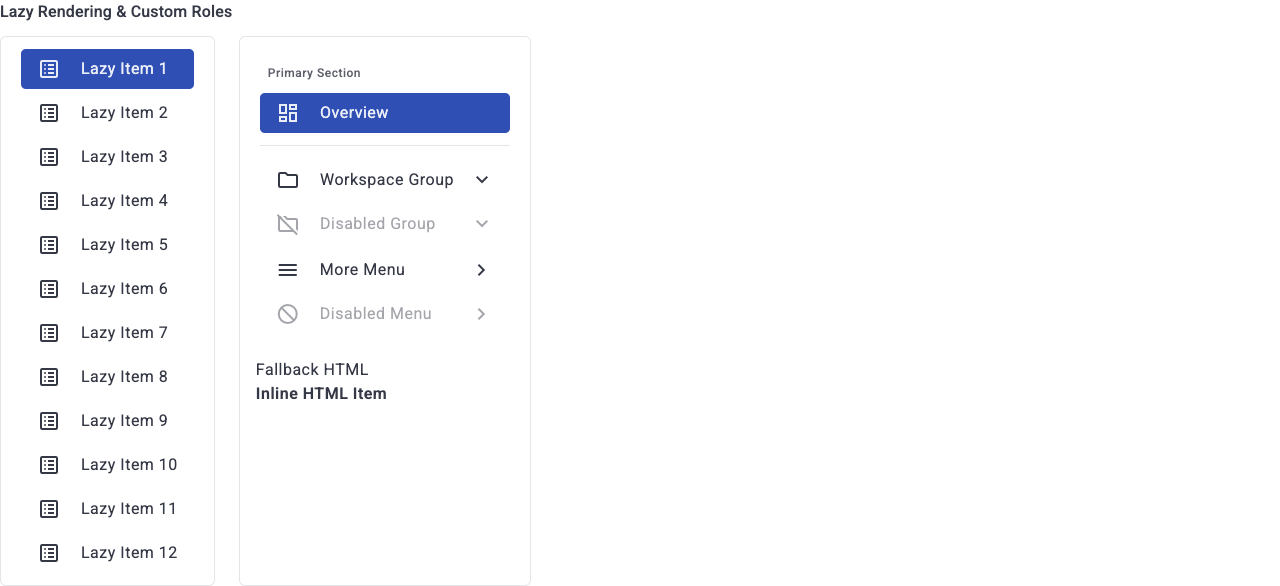 Lazy Rendering & Custom Roles
Lazy Item 1
Lazy Item 2
Lazy Item 3
Lazy Item 4
Lazy Item 5
Lazy Item 6
Lazy Item 7
Lazy Item 8
Lazy Item 9
Lazy Item 10
Lazy Item 11
Lazy Item 12
Primary Section
Overview
Workspace Group
Disabled Group
More Menu
Disabled Menu
Fallback HTML
Inline HTML Item